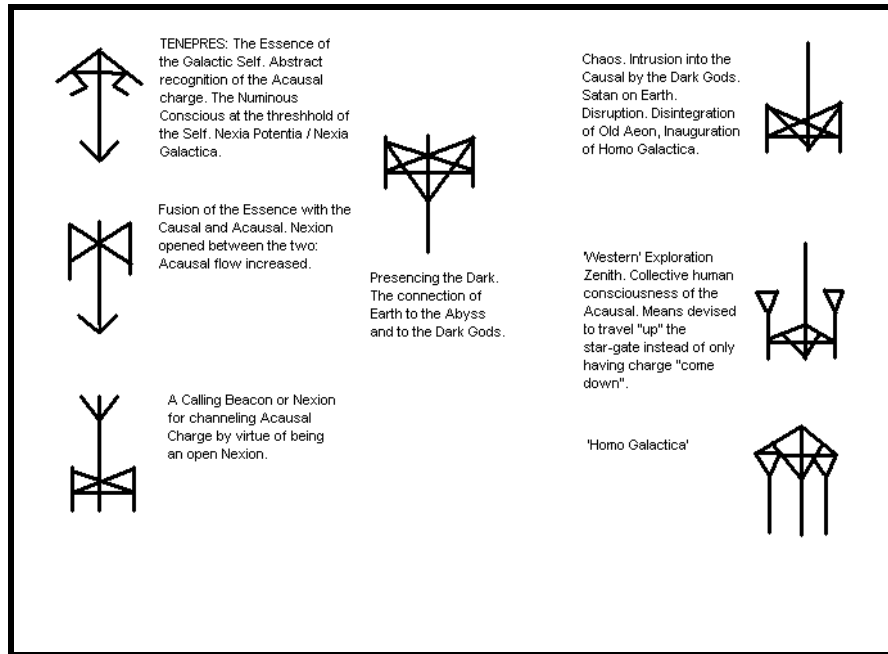 TENEPRES: The Essence of
the Galactic Self. Abstract
recognition of the Acausal
charge. The Numinous
Conscious at the threshhold of
the Self. Nexia Potentia / Nexia
Galactica.
Fusion of the Essence with the
Causal and Acausal. Nexion
opened between the two:
Acausal flow increased.
A Calling Beacon or Nexion
for channeling Acausal
Charge by virtue of being
an open Nexion.
Presencing the Dark.
The connection of
Earth to the Abyss
and to the Dark Gods.
Chaos. Intrusion into the
Causal by the Dark Gods.
Satan on Earth.
Disruption. Disintegration
of Old Aeon, Inauguration
of Homo Galactica.
'Western' Exploration
Zenith. Collective human
consciousness of the
Acausal. Means devised
to travel "up" the
star-gate instead of only
having charge "come
down".
'Homo Galactica'